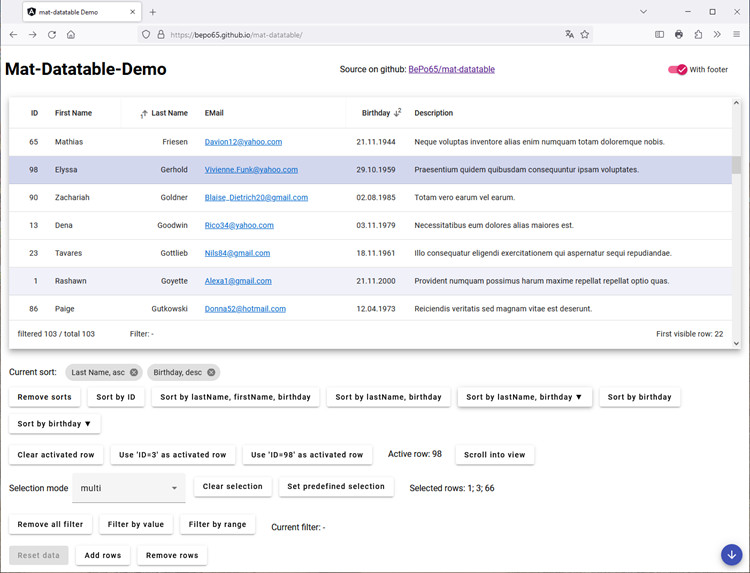 mat-datatable Demo
https://bepo65.github.io/mat-datatable/
Mat-Datatable-Demo
Source on github: BePo65/mat-datatable
With footer
ID First Name 1 Last Name EMail Birthday 2 Description
65 Mathias Friesen Davion12@yahoo.com 21.11.1944 Neque voluptas inventore alias enim numquam totam doloremque nobis.
98 Elyssa Gerhold Vivienne.Funk@yahoo.com 29.10.1959 Praesentium quidem quibusdam consequuntur ipsam voluptates.
90 Zachariah Goldner Blaise_Dietrich20@gmail.com 02.08.1985 Totam vero earum vel earum.
13 Dena Goodwin Rico34@yahoo.com 03.11.1979 Necessitatibus eum dolores alias maiores est.
23 Tavares Gottlieb Nils84@gmail.com 18.11.1961 Illo consequatur eligendi exercitationem qui aspernatur sequi repudiandae.
1 Rashawn Goyette Alexa1@gmail.com 21.11.2000 Provident numquam possimus harum maxime repellat repellat optio quas.
86 Paige Gutkowski Donna52@hotmail.com 12.04.1973 Reiciendis veritatis sed magnam vitae est deserunt.
filtered 103 / total 103 Filter: - First visible row: 22
Current sort: Last Name, asc Birthday, desc
Remove sorts Sort by ID Sort by lastName, firstName, birthday Sort by lastName, birthday Sort by lastName, birthday ▼ Sort by birthday
Sort by birthday ▼
Clear activated row Use 'ID=3' as activated row Use 'ID=98' as activated row Active row: 98 Scroll into view
Selection mode multi Clear selection Set predefined selection Selected rows: 1; 3; 66
Remove all filter Filter by value Filter by range Current filter: -
Reset data Add rows Remove rows